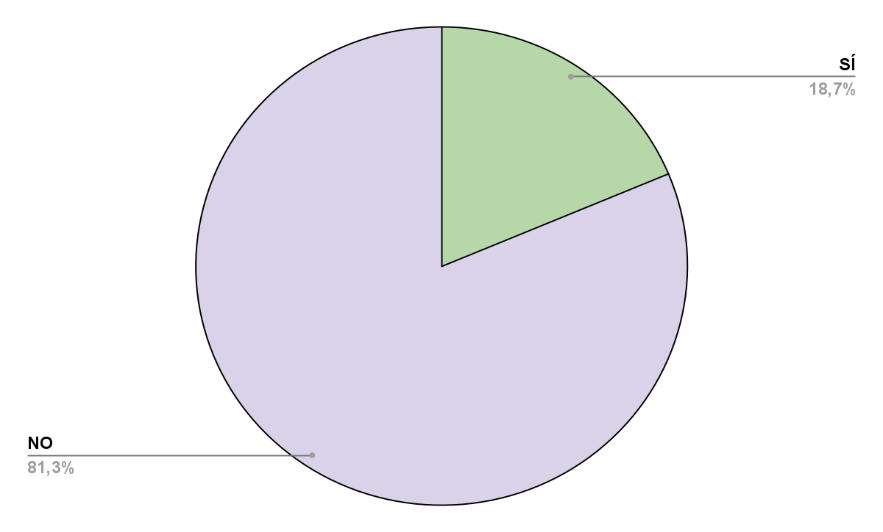 SÍ
18,7%
NO
81,3%